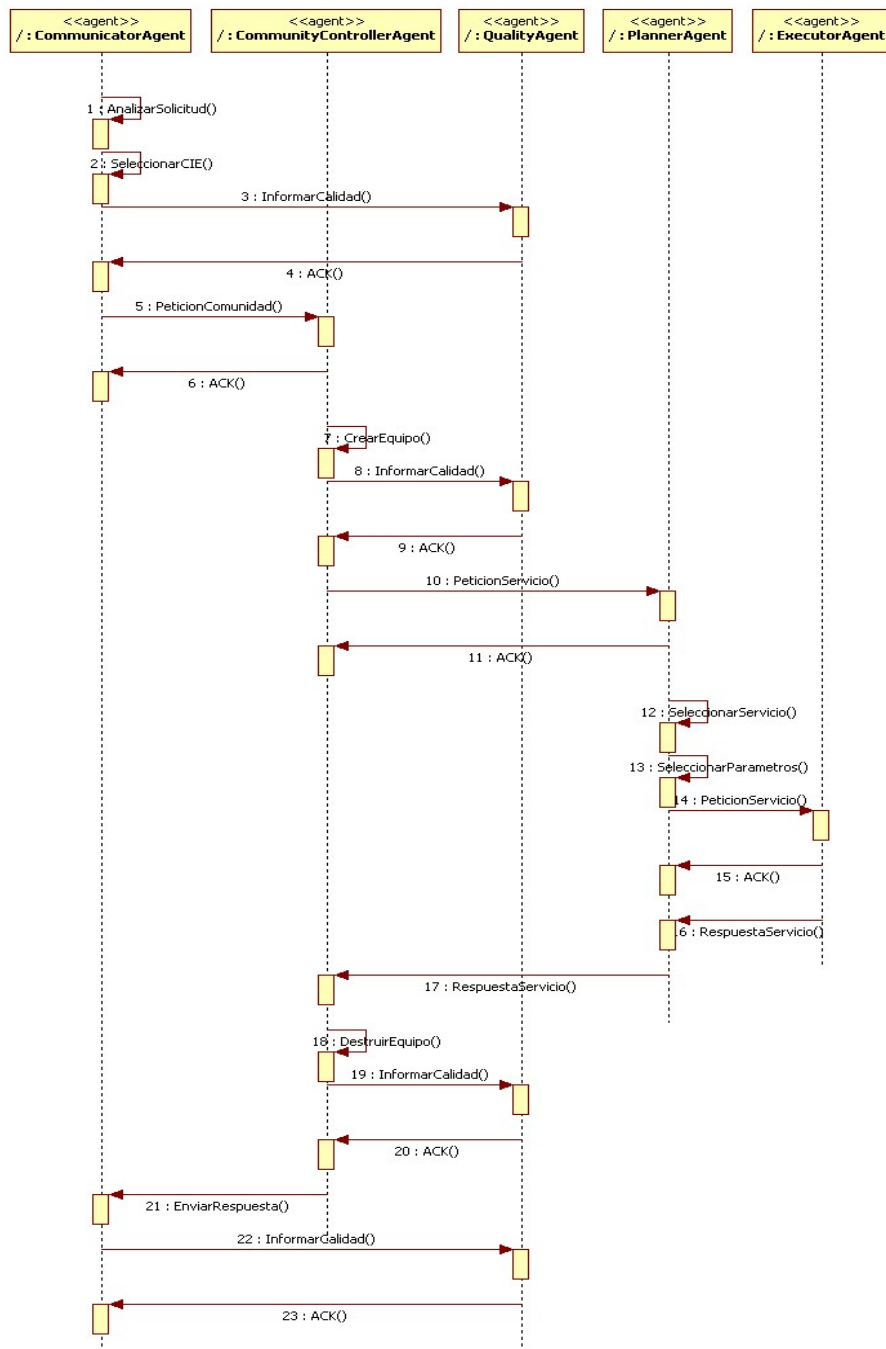 <<agent>>
/ : CommunicatorAgent
<<agent>>
/ : CommunityControllerAgent
<<agent>>
/ : QualityAgent
<<agent>>
/ : PlannerAgent
<<agent>>
/ : ExecutorAgent
1 : AnalizarSolicitud()
2 : SeleccionarCIE()
3 : InformarCalidad()
4 : ACK()
5 : PeticionComunidad()
6 : ACK()
7 : CrearEquipo()
8 : InformarCalidad()
9 : ACK()
10 : PeticionServicio()
11 : ACK()
12 : SeleccionarServicio()
13 : SeleccionarParametros()
14 : PeticionServicio()
15 : ACK()
16 : RespuestaServicio()
17 : RespuestaServicio()
18 : DestruirEquipo()
19 : InformarCalidad()
20 : ACK()
21 : EnviarRespuesta()
22 : InformarCalidad()
23 : ACK()